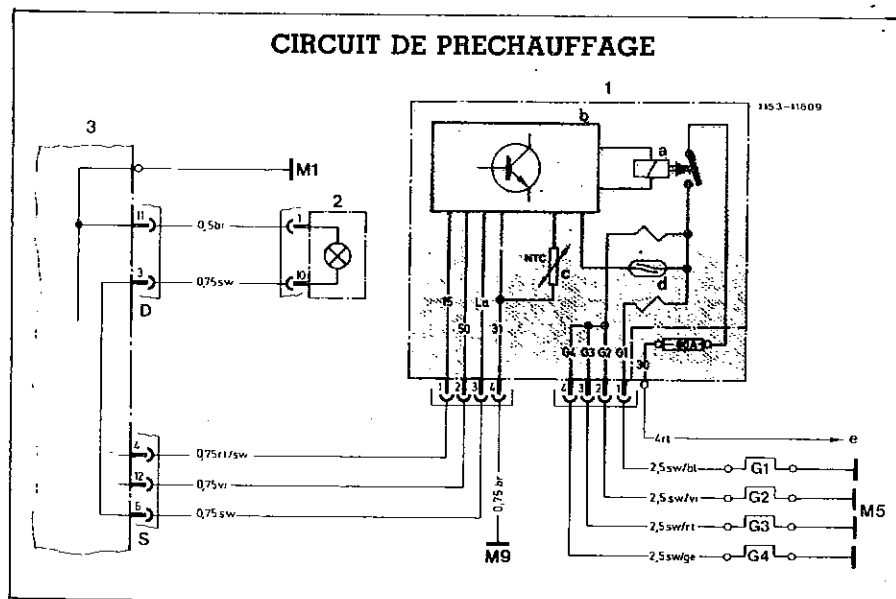 CIRCUIT DE PRECHAUFFAGE
1
1153-11809
3
b
a
M1
11
0,5br
1
2
NTC
c
d
3
0,75sw
10
D
15
50
La
31
G4
G3
G2
G1
30
80A
1
2
3
4
4
3
2
1
4rt
e
4
0,75rt/sw
12
0,75vi
6
0,75sw
S
0,75br
M9
2,5sw/bl
G1
2,5sw/vi
G2
M5
2,5sw/rt
G3
2,5sw/ge
G4